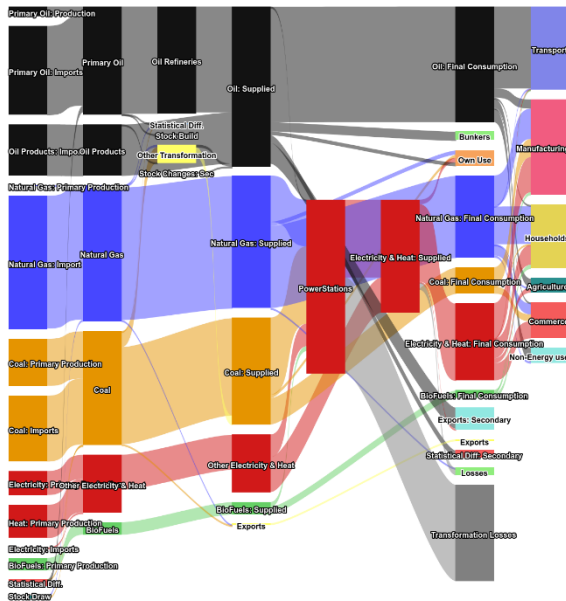 Primary Oil: Production
Primary Oil: Imports
Primary Oil
Oil Refineries
Oil: Supplied
Oil: Final Consumption
Transport
Statistical Diff.
Stock Build
Oil Products: Impo
Oil Products
Other Transformation
Stock Changes: Sec
Bunkers
Own Use
Manufacturing
Natural Gas: Primary Production
Natural Gas: Import
Natural Gas
Natural Gas: Supplied
Natural Gas: Final Consumption
Households
Electricity & Heat: Supplied
PowerStations
Coal: Final Consumption
Agriculture
Commerce
Electricity & Heat: Final Consumption
Non-Energy use
Coal: Primary Production
Coal
Coal: Supplied
Coal: Imports
BioFuels: Final Consumption
Exports: Secondary
Exports
Statistical Diff: Secondary
Losses
Electricity: Pr
Other Electricity & Heat
Other Electricity & Heat
Heat: Primary Production
BioFuels
BioFuels: Supplied
Exports
Transformation Losses
Electricity: Imports
BioFuels: Primary Production
Statistical Diff.
Stock Draw